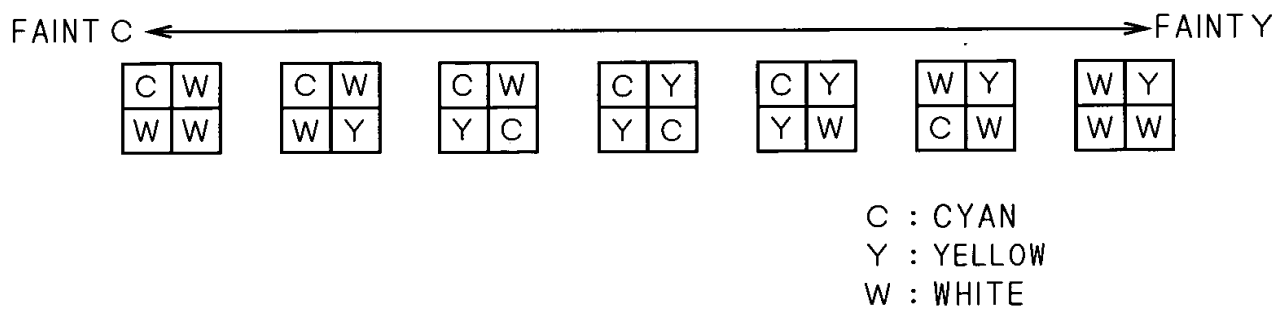 FAINT C FAINT Y
C W C W C W C Y C Y W Y W Y
W W W Y Y C Y C Y W C W W W
C : CYAN
Y : YELLOW
W : WHITE